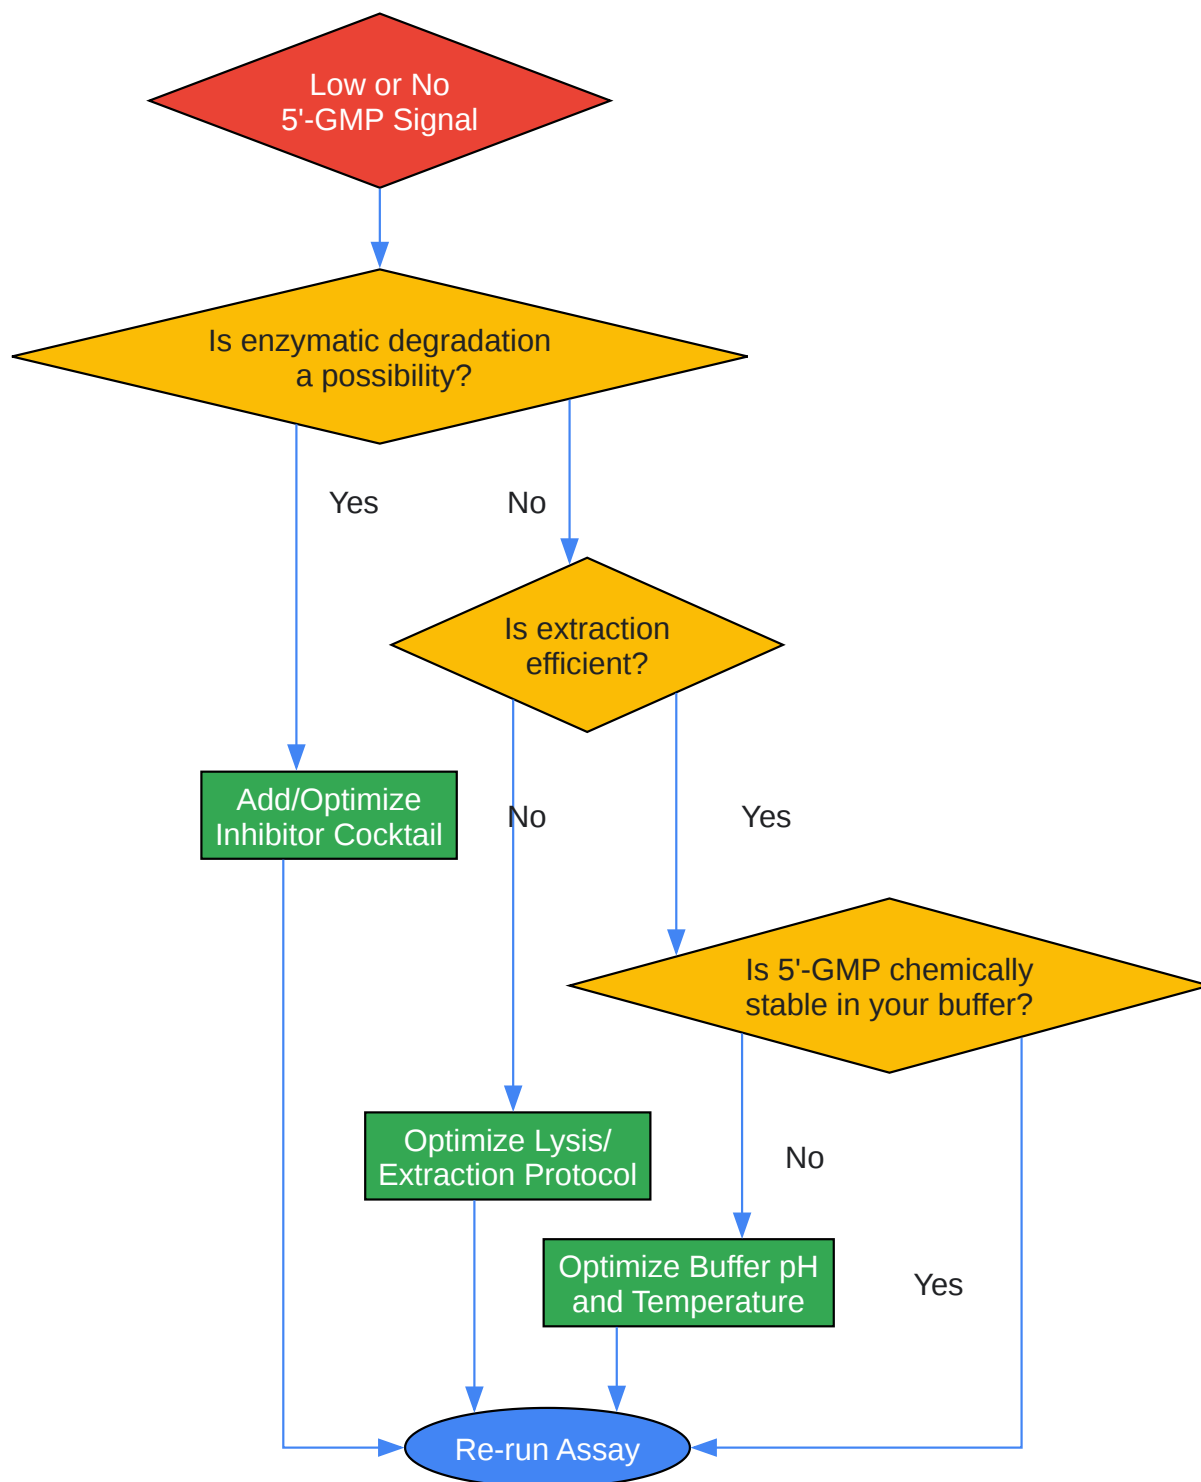 Low or No
5'-GMP Signal
Is enzymatic degradation
a possibility?
Yes
No
Is extraction
efficient?
Add/Optimize
Inhibitor Cocktail
No
Yes
Is 5'-GMP chemically
stable in your buffer?
Optimize Lysis/
Extraction Protocol
No
Optimize Buffer pH
and Temperature
Yes
Re-run Assay